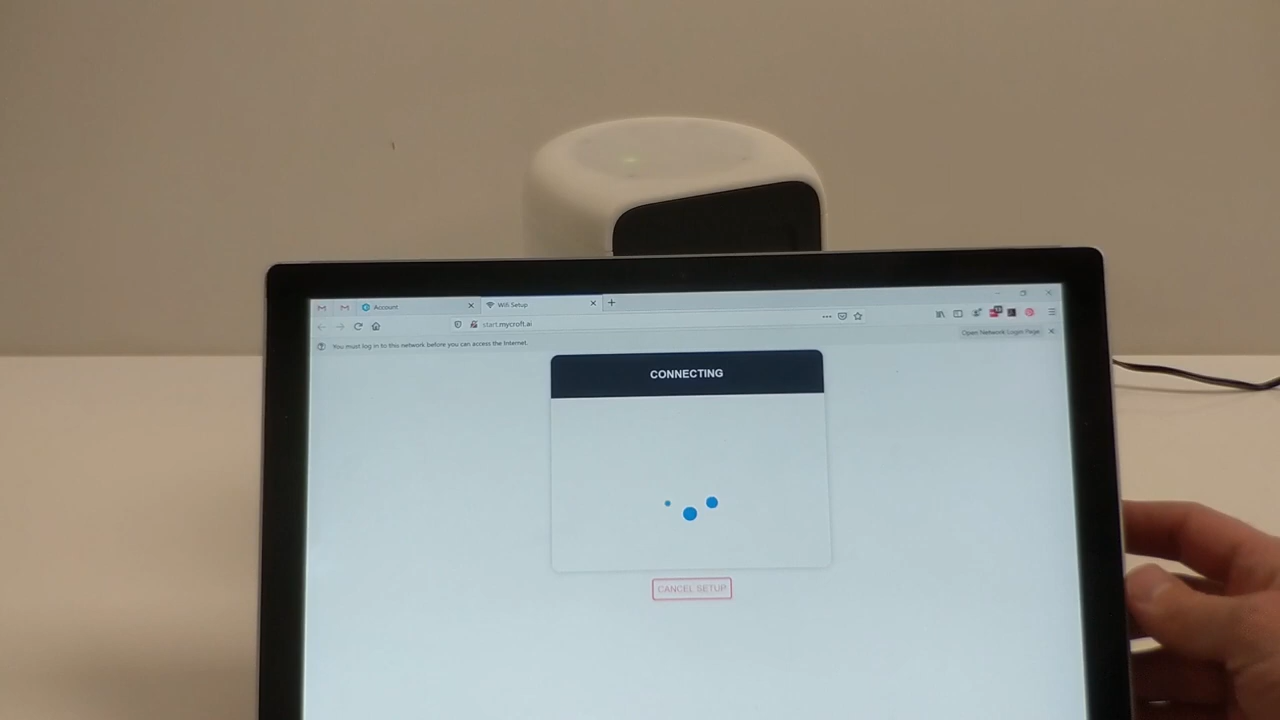 Account
Wifi Setup
start.mycroft.ai
You must log in to this network before you can access the Internet.
Open Network Login Page
CONNECTING
CANCEL SETUP